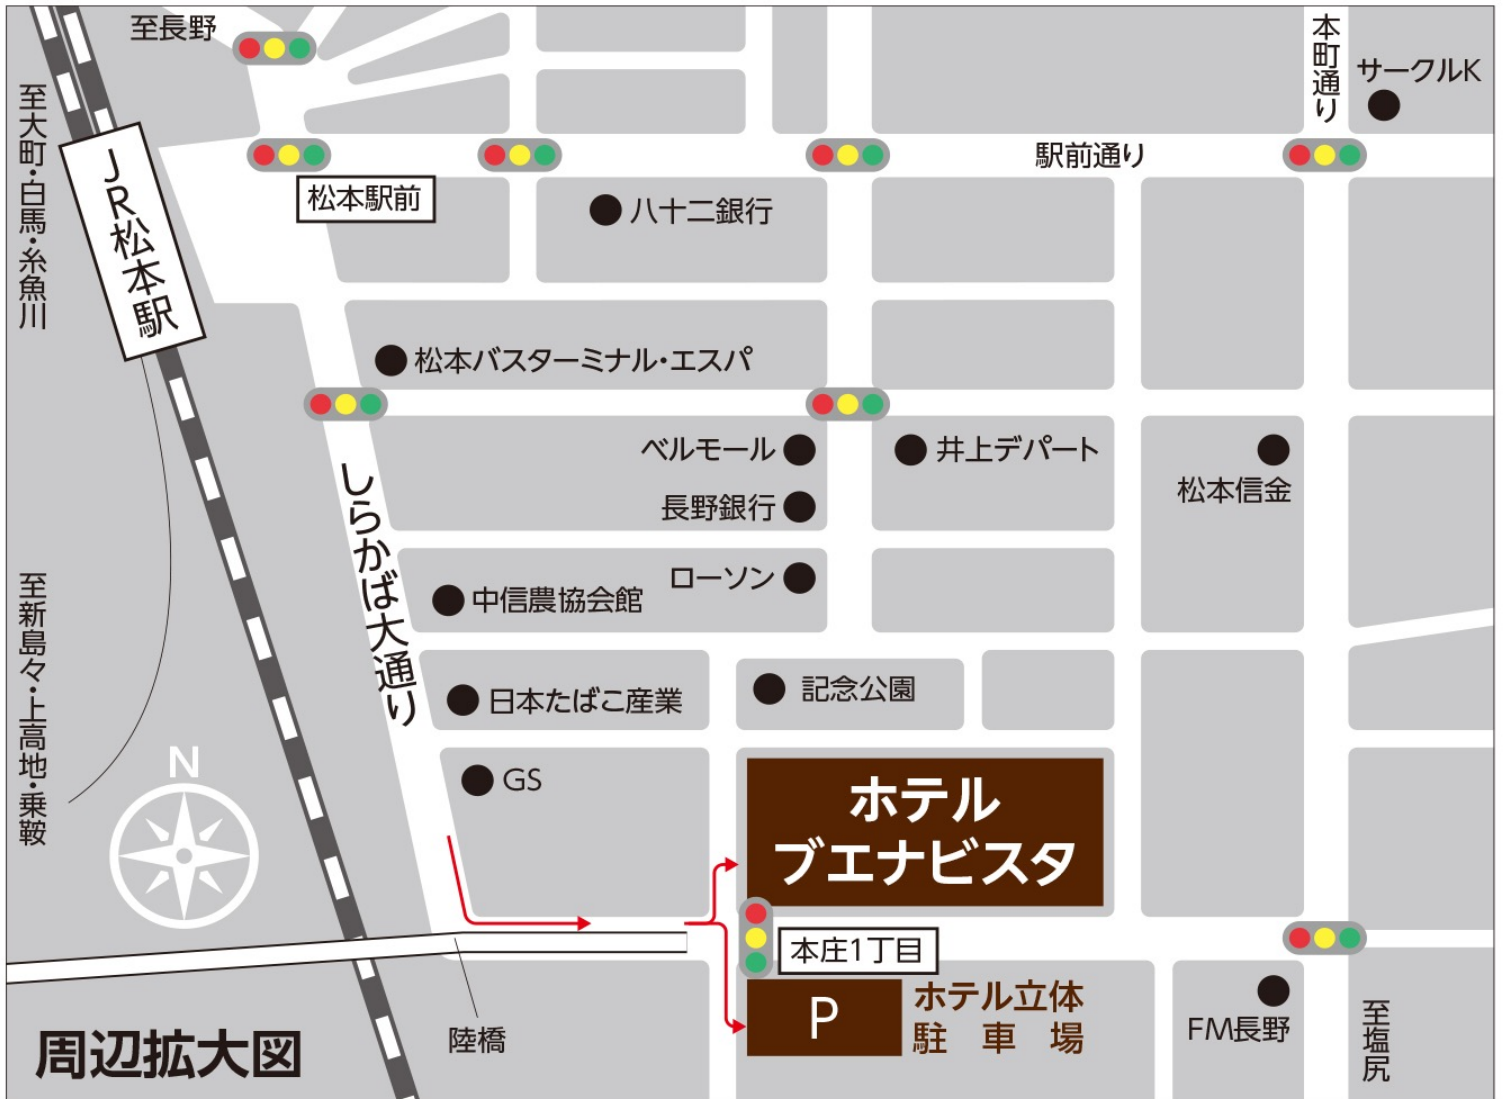 至長野
本町通り
サークルK
至大町・白馬・糸魚川
JR松本駅
松本駅前
駅前通り
八十二銀行
松本バスターミナル・エスパ
ベルモール
井上デパート
松本信金
長野銀行
しらかば大通り
ローソン
中信農協会館
至新島々・上高地・乗鞍
日本たばこ産業
記念公園
N
GS
ホテル
ブエナビスタ
本庄1丁目
P
ホテル立体
駐車場
FM長野
至塩尻
陸橋
周辺拡大図